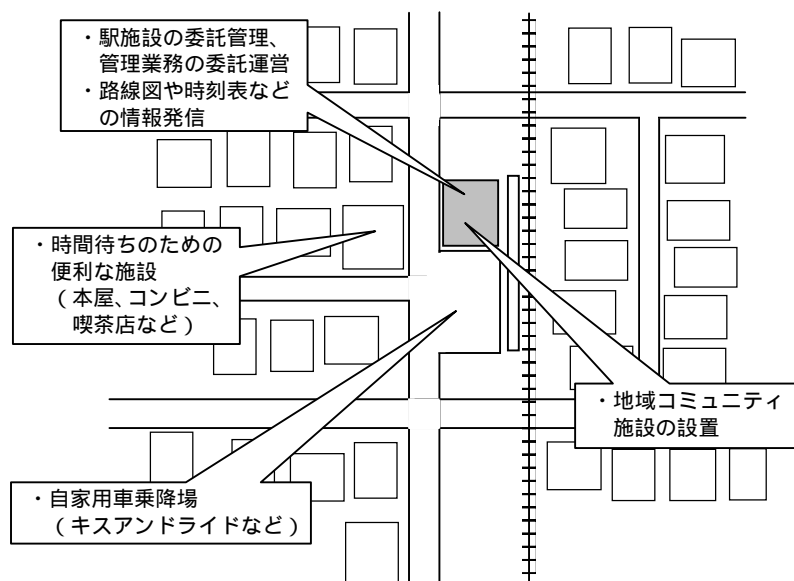 ・駅施設の委託管理、
管理業務の委託運営
・路線図や時刻表など
の情報発信
・時間待ちのための
便利な施設
(本屋、コンビニ、
喫茶店など)
・地域コミュニティ
施設の設置
・自家用車乗降場
(キスアンドライドなど)